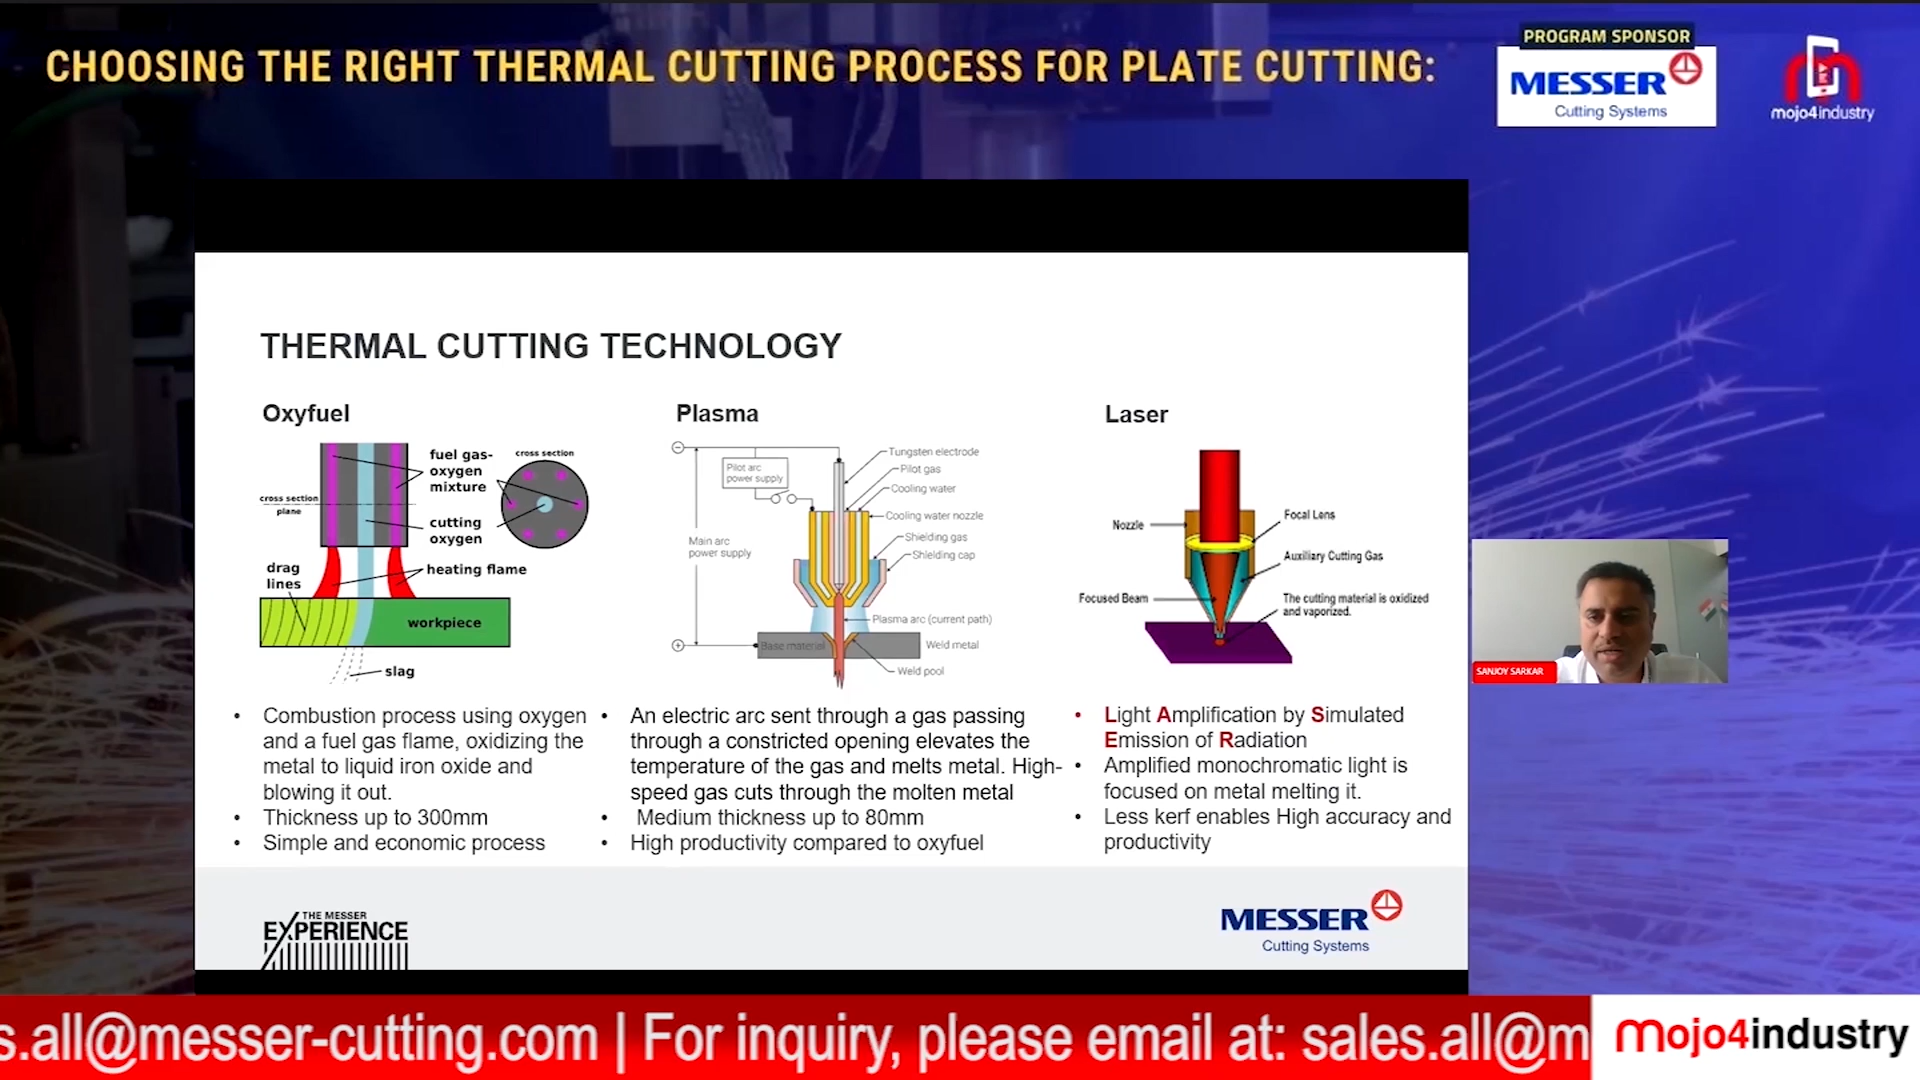 CHOOSING THE RIGHT THERMAL CUTTING PROCESS FOR PLATE CUTTING:
PROGRAM SPONSOR
MESSER
Cutting Systems
mojo4industry
THERMAL CUTTING TECHNOLOGY
Oxyfuel
fuel gas-
oxygen
mixture
cross section
cross section
plane
cutting
oxygen
drag
lines
heating flame
workpiece
slag
• Combustion process using oxygen
and a fuel gas flame, oxidizing the
metal to liquid iron oxide and
blowing it out.
• Thickness up to 300mm
• Simple and economic process
Plasma
Tungsten electrode
Pilot arc
power supply
Pilot gas
Cooling water
Cooling water nozzle
Main arc
power supply
Shielding gas
Shielding cap
Plasma arc (current path)
Base material
Weld metal
Weld pool
• An electric arc sent through a gas passing
through a constricted opening elevates the
temperature of the gas and melts metal. High-
speed gas cuts through the molten metal
• Medium thickness up to 80mm
• High productivity compared to oxyfuel
Laser
Nozzle
Focal Lens
Auxiliary Cutting Gas
Focused Beam
The cutting material is oxidized
and vaporized.
• Light Amplification by Simulated
Emission of Radiation
• Amplified monochromatic light is
focused on metal melting it.
• Less kerf enables High accuracy and
productivity
SANJOY SARKAR
THE MESSER
EXPERIENCE
MESSER
Cutting Systems
s.all@messer-cutting.com | For inquiry, please email at: sales.all@m
mojo4industry